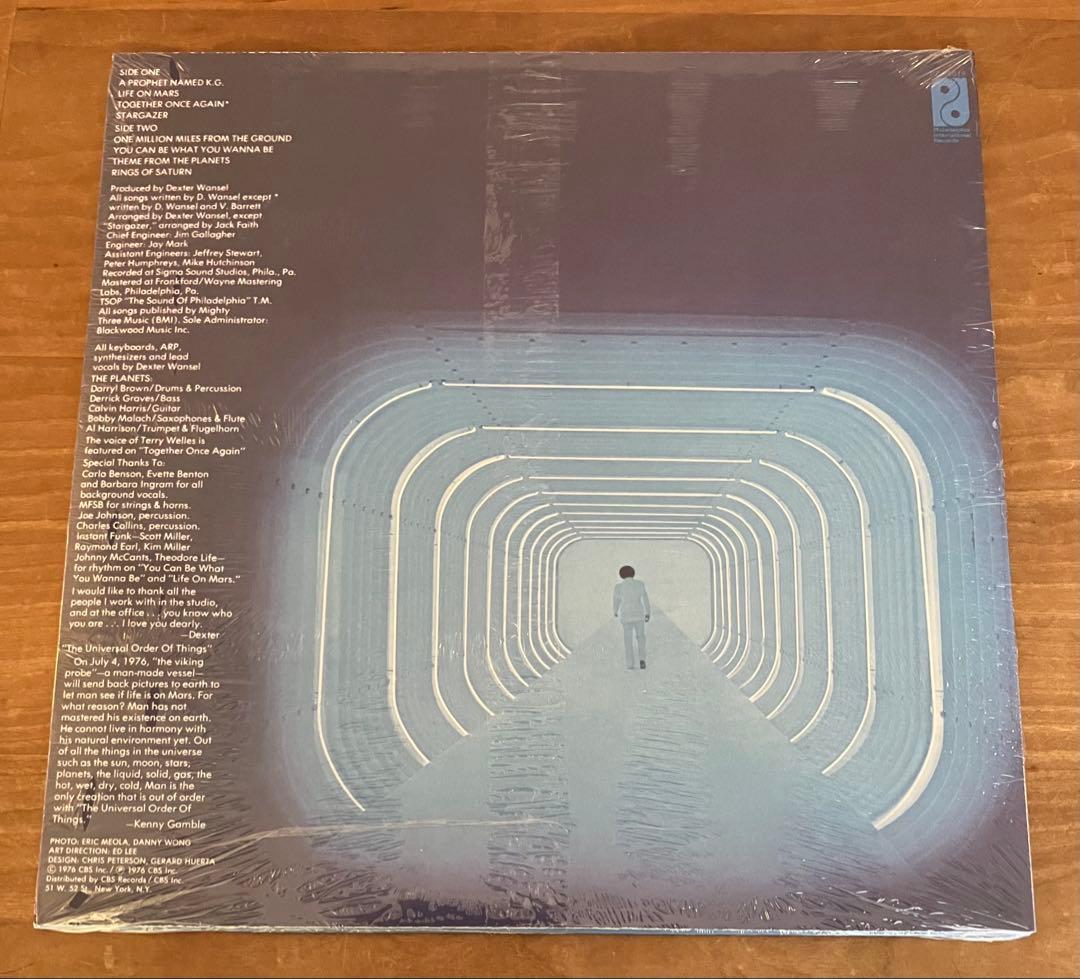 SIDE ONE
A PROPHET NAMED K.G.
LIFE ON MARS
TOGETHER ONCE AGAIN*
STARGAZER
SIDE TWO
ONE MILLION MILES FROM THE GROUND
YOU CAN BE WHAT YOU WANNA BE
THEME FROM THE PLANETS
RINGS OF SATURN
Produced by Dexter Wansel
All songs written by D. Wansel except *
written by D. Wansel and V. Barrett
Arranged by Dexter Wansel, except
"Stargazer," arranged by Jack Faith
Chief Engineer: Jim Gallagher
Engineer: Jay Mark
Assistant Engineers: Jeffrey Stewart,
Peter Humphreys, Mike Hutchinson
Recorded at Sigma Sound Studios, Phila., Pa.
Mastered at Frankford/Wayne Mastering
Labs, Philadelphia, Pa.
TSOP "The Sound Of Philadelphia" T.M.
All songs published by Mighty
Three Music (BMI). Sole Administrator:
Blackwood Music Inc.
All keyboards, ARP,
synthesizers and lead
vocals by Dexter Wansel
THE PLANETS:
Darryl Brown/Drums & Percussion
Derrick Graves/Bass
Calvin Harris/Guitar
Bobby Malach/Saxophones & Flute
Al Harrison/Trumpet & Flugelhorn
The voice of Terry Welles is
featured on "Together Once Again"
Special Thanks To:
Carla Benson, Evette Benton
and Barbara Ingram for all
background vocals.
MFSB for strings & horns.
Joe Johnson, percussion.
Charles Collins, percussion.
Instant Funk—Scott Miller,
Raymond Earl, Kim Miller
Johnny McCants, Theodore Life—
for rhythm on "You Can Be What
You Wanna Be" and "Life On Mars."
I would like to thank all the
people I work with in the studio,
and at the office . . . you know who
you are . . . I love you dearly.
—Dexter
"The Universal Order Of Things"
On July 4, 1976, "the viking
probe"—a man-made vessel—
will send back pictures to earth to
let man see if life is on Mars. For
what reason? Man has not
mastered his existence on earth.
He cannot live in harmony with
his natural environment yet. Out
of all the things in the universe
such as the sun, moon, stars,
planets, the liquid, solid, gas, the
hot, wet, dry, cold, Man is the
only creation that is out of order
with "The Universal Order Of
Things."
—Kenny Gamble
PHOTO: ERIC MEOLA, DANNY WONG
ART DIRECTION: ED LEE
DESIGN: CHRIS PETERSON, GERARD HUERTA
© 1976 CBS Inc./℗ 1976 CBS Inc.
Distributed by CBS Records/CBS Inc.
51 W. 52 St., New York, N.Y.
Philadelphia
International
Records